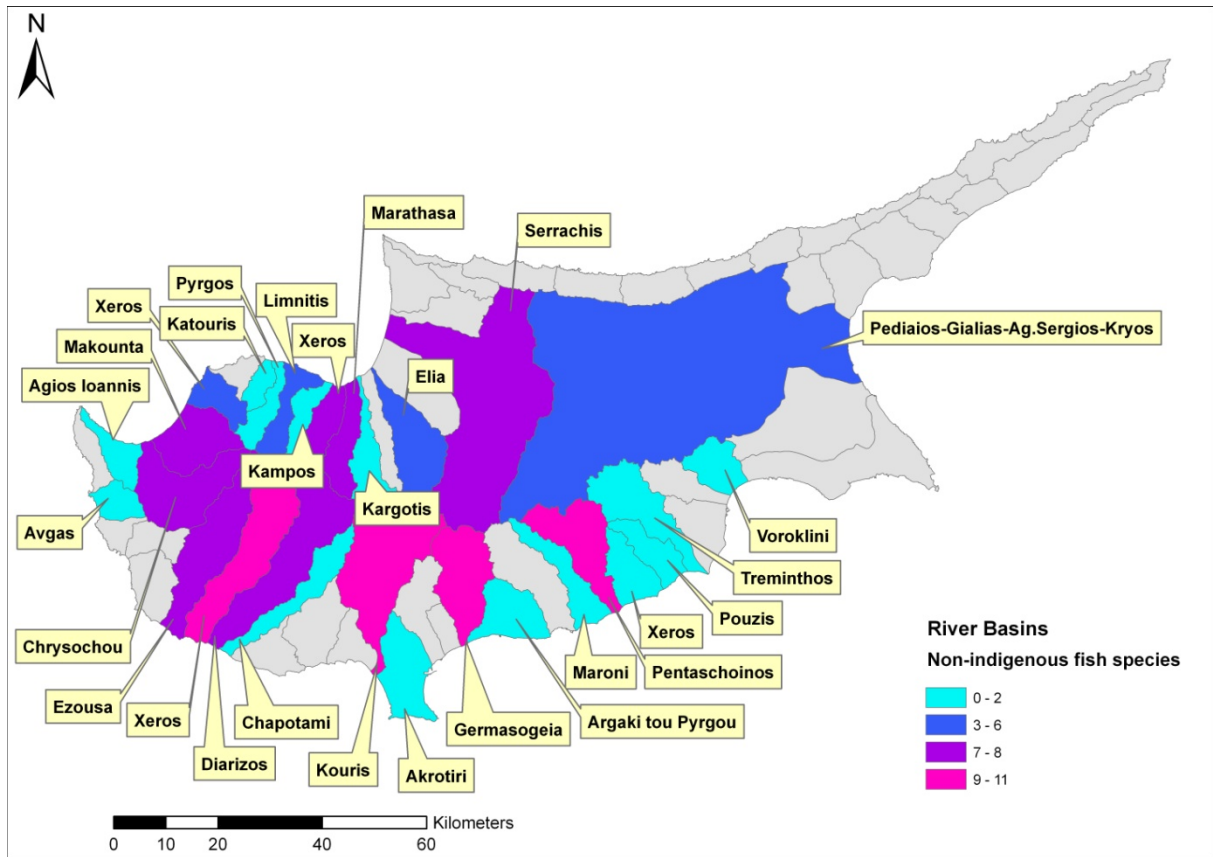 N
Marathasa
Serrachis
Pyrgos
Limnitis
Xeros
Katouris
Xeros
Makounta
Pediaios-Gialias-Ag.Sergios-Kryos
Agios Ioannis
Elia
Kampos
Kargotis
Avgas
Voroklini
Treminthos
Pouzis
Chrysochou
Xeros
Maroni
Pentaschoinos
Ezousa
Xeros
Chapotami
Germasogeia
Argaki tou Pyrgou
Diarizos
Kouris
Akrotiri
River Basins
Non-indigenous fish species
0 - 2
3 - 6
7 - 8
9 - 11
Kilometers
0 10 20 40 60